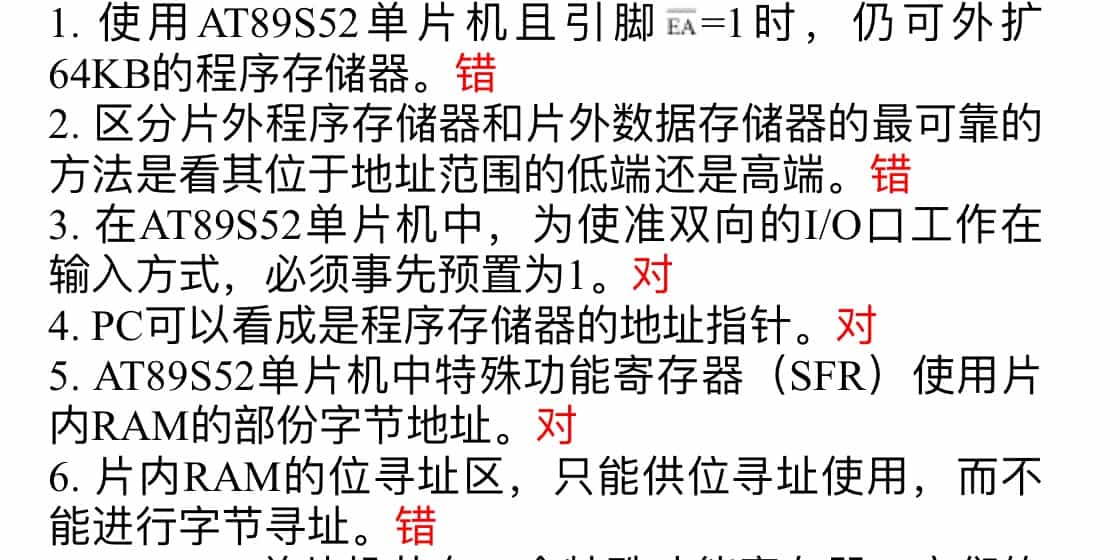 1. 使用AT89S52单片机且引脚EA=1时，仍可外扩
64KB的程序存储器。错
2. 区分片外程序存储器和片外数据存储器的最可靠的
方法是看其位于地址范围的低端还是高端。错
3. 在AT89S52单片机中，为使准双向的I/O口工作在
输入方式，必须事先预置为1。对
4. PC可以看成是程序存储器的地址指针。对
5. AT89S52单片机中特殊功能寄存器（SFR）使用片
内RAM的部份字节地址。对
6. 片内RAM的位寻址区，只能供位寻址使用，而不
能进行字节寻址。错